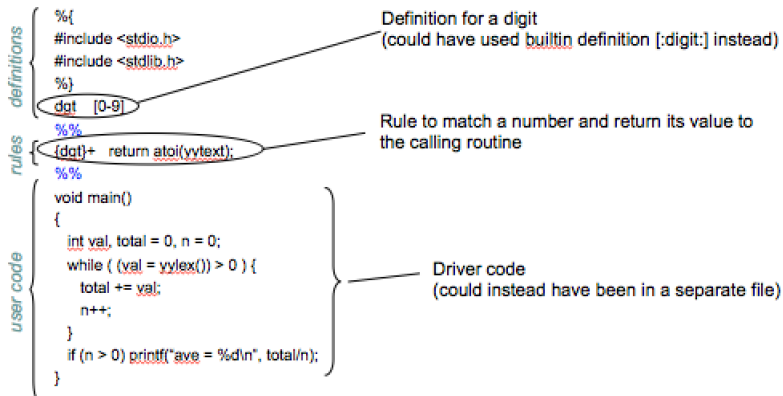 definitions
%{
#include <stdio.h>
#include <stdlib.h>
%}
dgt [0-9]
%%
rules
{dgt}+ return atoi(yytext);
%%
user code
void main()
{
int val, total = 0, n = 0;
while ( (val = yylex()) > 0 ) {
total += val;
n++;
}
if (n > 0) printf("ave = %d\n", total/n);
}
Definition for a digit
(could have used builtin definition [:digit:] instead)
Rule to match a number and return its value to
the calling routine
Driver code
(could instead have been in a separate file)